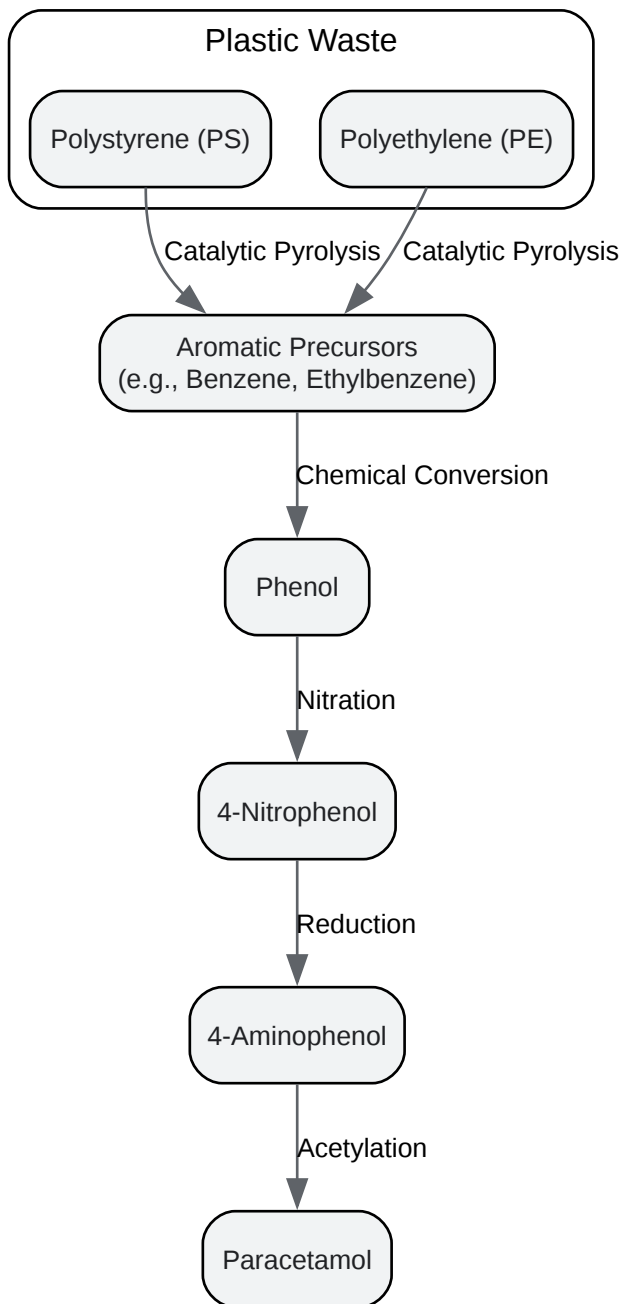 Plastic Waste
Polystyrene (PS)
Polyethylene (PE)
Catalytic Pyrolysis
Catalytic Pyrolysis
Aromatic Precursors
(e.g., Benzene, Ethylbenzene)
Chemical Conversion
Phenol
Nitration
4-Nitrophenol
Reduction
4-Aminophenol
Acetylation
Paracetamol